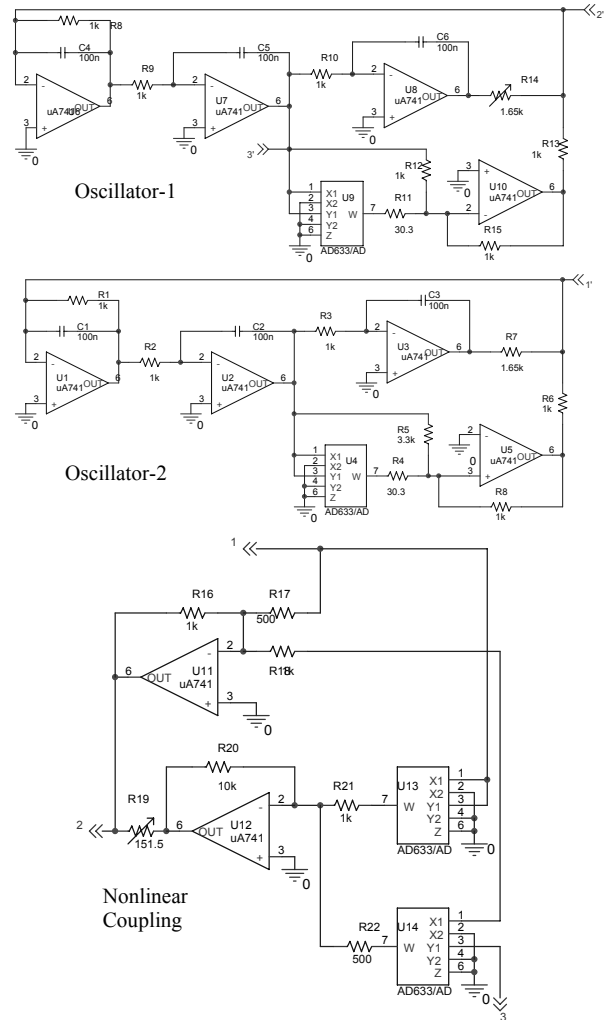 1k R8
C4
100n
2 - U6
uA741 OUT 6
3 +
0
R9
1k
C5
100n
2 - U7
uA741 OUT 6
3 +
0
R10
1k
C6
100n
2 - U8
uA741 OUT 6
3 +
0
R14
1.65k
2'
R13
1k
3'
R12
1k
1 X1
2 X2
3 Y1
4 Y2
6 Z
U9
W 7
AD633/AD
0
R11
30.3
3 + U10
uA741 OUT 6
2 -
0
R15
1k
Oscillator-1
R1
1k
C1
100n
2 - U1
uA741 OUT 6
3 +
0
R2
1k
C2
100n
2 - U2
uA741 OUT 6
3 +
0
R3
1k
C3
100n
2 - U3
uA741 OUT 6
3 +
0
R7
1.65k
1'
R6
1k
R5
3.3k
1 X1
2 X2
3 Y1
4 Y2
6 Z
U4
W 7
AD633/AD
0
R4
30.3
2 - U5
uA741 OUT 6
3 +
0
R8
1k
Oscillator-2
1
R16
1k
R17
500
R18
2 - U11
uA741
6 OUT
3 +
0
R20
10k
R19
151.5
2
6 OUT
U12
uA741
2 -
3 +
0
R21
1k
7 W
U13
X1 1
X2 2
Y1 3
Y2 4
Z 6
AD633/AD
0
R22
500
7 W
U14
X1 1
X2 2
Y1 3
Y2 4
Z 6
AD633/AD
0
3
Nonlinear
Coupling